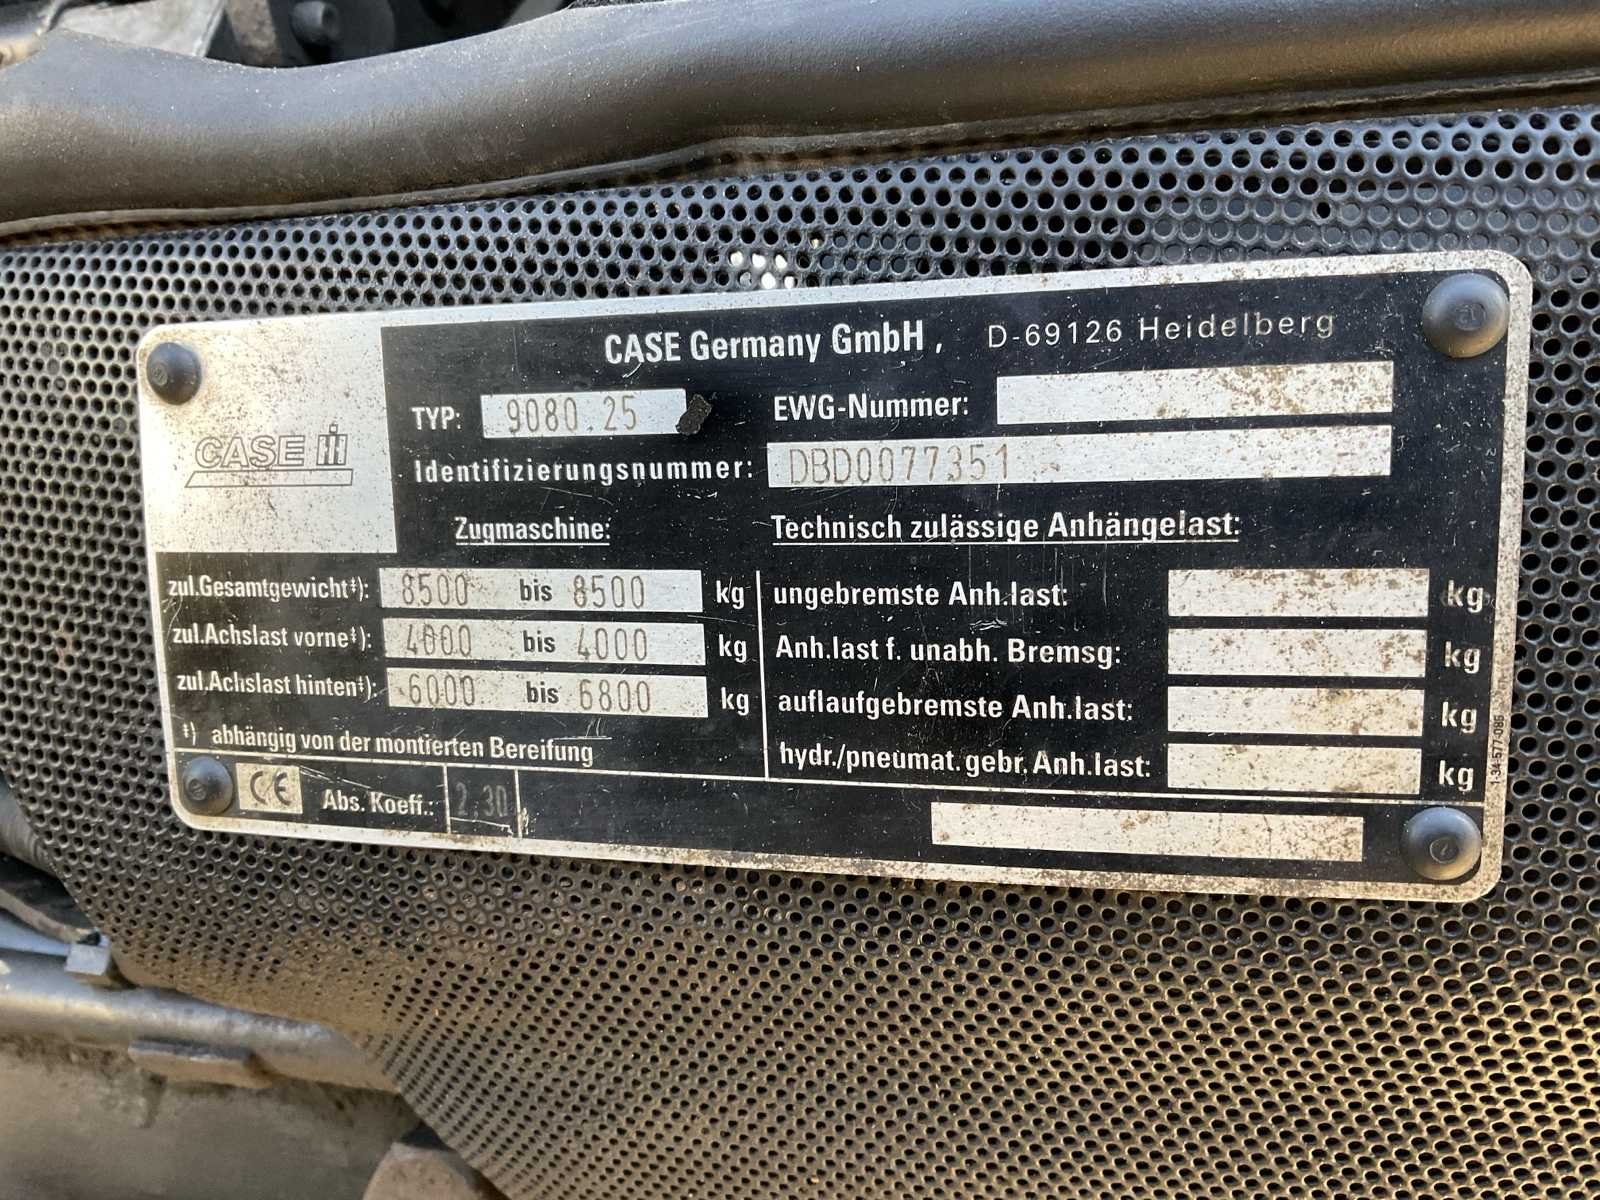 CASE IH
CASE Germany GmbH , D-69126 Heidelberg
TYP: 9080.25 EWG-Nummer:
Identifizierungsnummer: DBD0077351
Zugmaschine: Technisch zulässige Anhängelast:
zul.Gesamtgewicht*): 8500 bis 8500 kg ungebremste Anh.last: kg
zul.Achslast vorne*): 4000 bis 4000 kg Anh.last f. unabh. Bremsg: kg
zul.Achslast hinten*): 6000 bis 6800 kg auflaufgebremste Anh.last: kg
*) abhängig von der montierten Bereifung hydr./pneumat. gebr. Anh.last: kg
CE Abs. Koeff.: 2.30